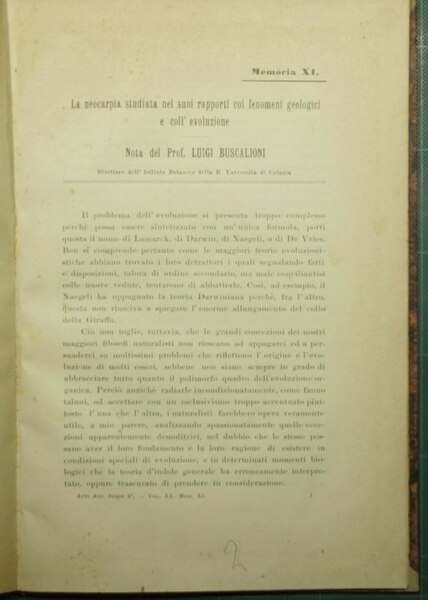 Memoria XI.
La neocarpia studiata nei suoi rapporti coi fenomeni geologici
e coll' evoluzione
Nota del Prof. LUIGI BUSCALIONI
Direttore dell' Istituto Botanico della R. Università di Catania
Il problema dell'evoluzione si presenta troppo complesso
perchè possa essere sintetizzato con un'unica formola, porti
questa il nome di Lamarck, di Darwin, di Naegeli, o di De Vries.
Ben si comprende pertanto come le maggiori teorie evoluzioni-
stiche abbiano trovato i loro detrattori i quali segnalando fatti
e disposizioni, talora di ordine secondario, ma male conciliantisi
colle nuove vedute, tentarono di abbatterle. Così, ad esempio, il
Naegeli ha oppugnato la teoria Darwiniana perchè, fra l'altro,
questa non riusciva a spiegare l'enorme allungamento del collo
della Giraffa.
Ciò non toglie, tuttavia, che le grandi concezioni dei nostri
maggiori filosofi naturalisti non riescano ad appagarci ed a per-
suaderci su moltissimi problemi che riflettono l'origine e l'evo-
luzione di molti esseri, sebbene non siano sempre in grado di
abbracciare tutto quanto il polimorfo quadro dell'evoluzione or-
ganica. Perciò anzichè radiarle incondizionatamente, come fanno
taluni, od accettare con un esclusivismo troppo accentuato piut-
tosto l'una che l'altra, i naturalisti farebbero opera veramente
utile, a mio parere, analizzando spassionatamente quelle ecce-
zioni apparentemente demolitrici, nel dubbio che le stesse pos-
sano aver il loro fondamento e la loro ragione di esistere in
condizioni speciali di evoluzione, e in determinati momenti bio-
logici che la teoria d'indole generale ha erroneamente interpre-
tato, oppure trascurato di prendere in considerazione.
Atti Acc. Serie 4ª. — Vol. XX. Mem. XI. 1
2